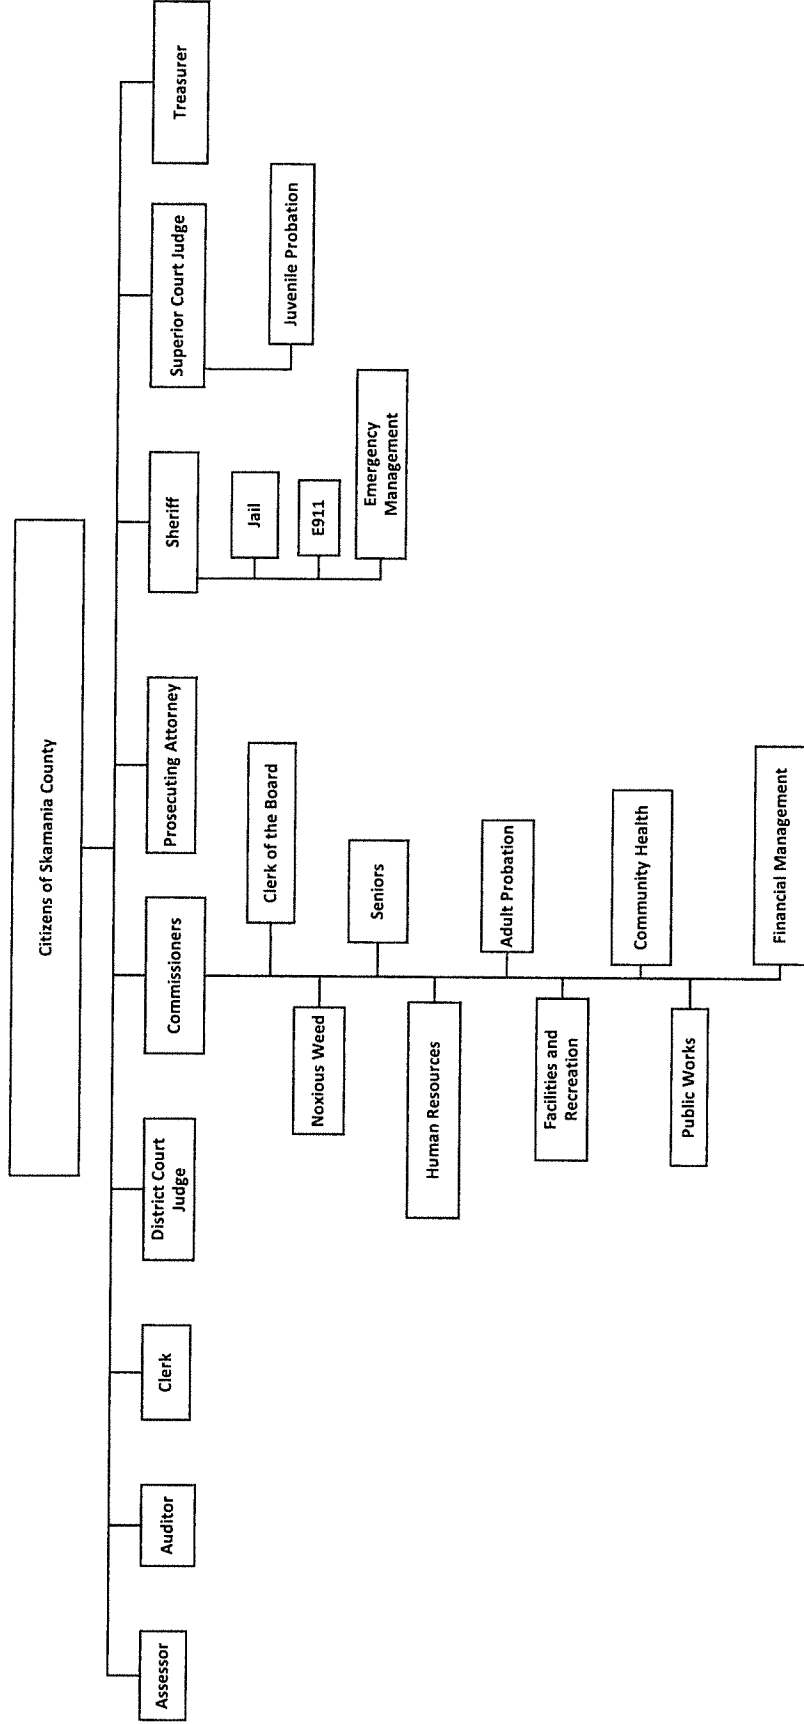 Citizens of Skamania County
Assessor
Auditor
Clerk
District Court
Judge
Commissioners
Prosecuting Attorney
Sheriff
Superior Court Judge
Treasurer
Clerk of the Board
Noxious Weed
Seniors
Human Resources
Adult Probation
Facilities and
Recreation
Community Health
Public Works
Financial Management
Jail
E911
Emergency
Management
Juvenile Probation